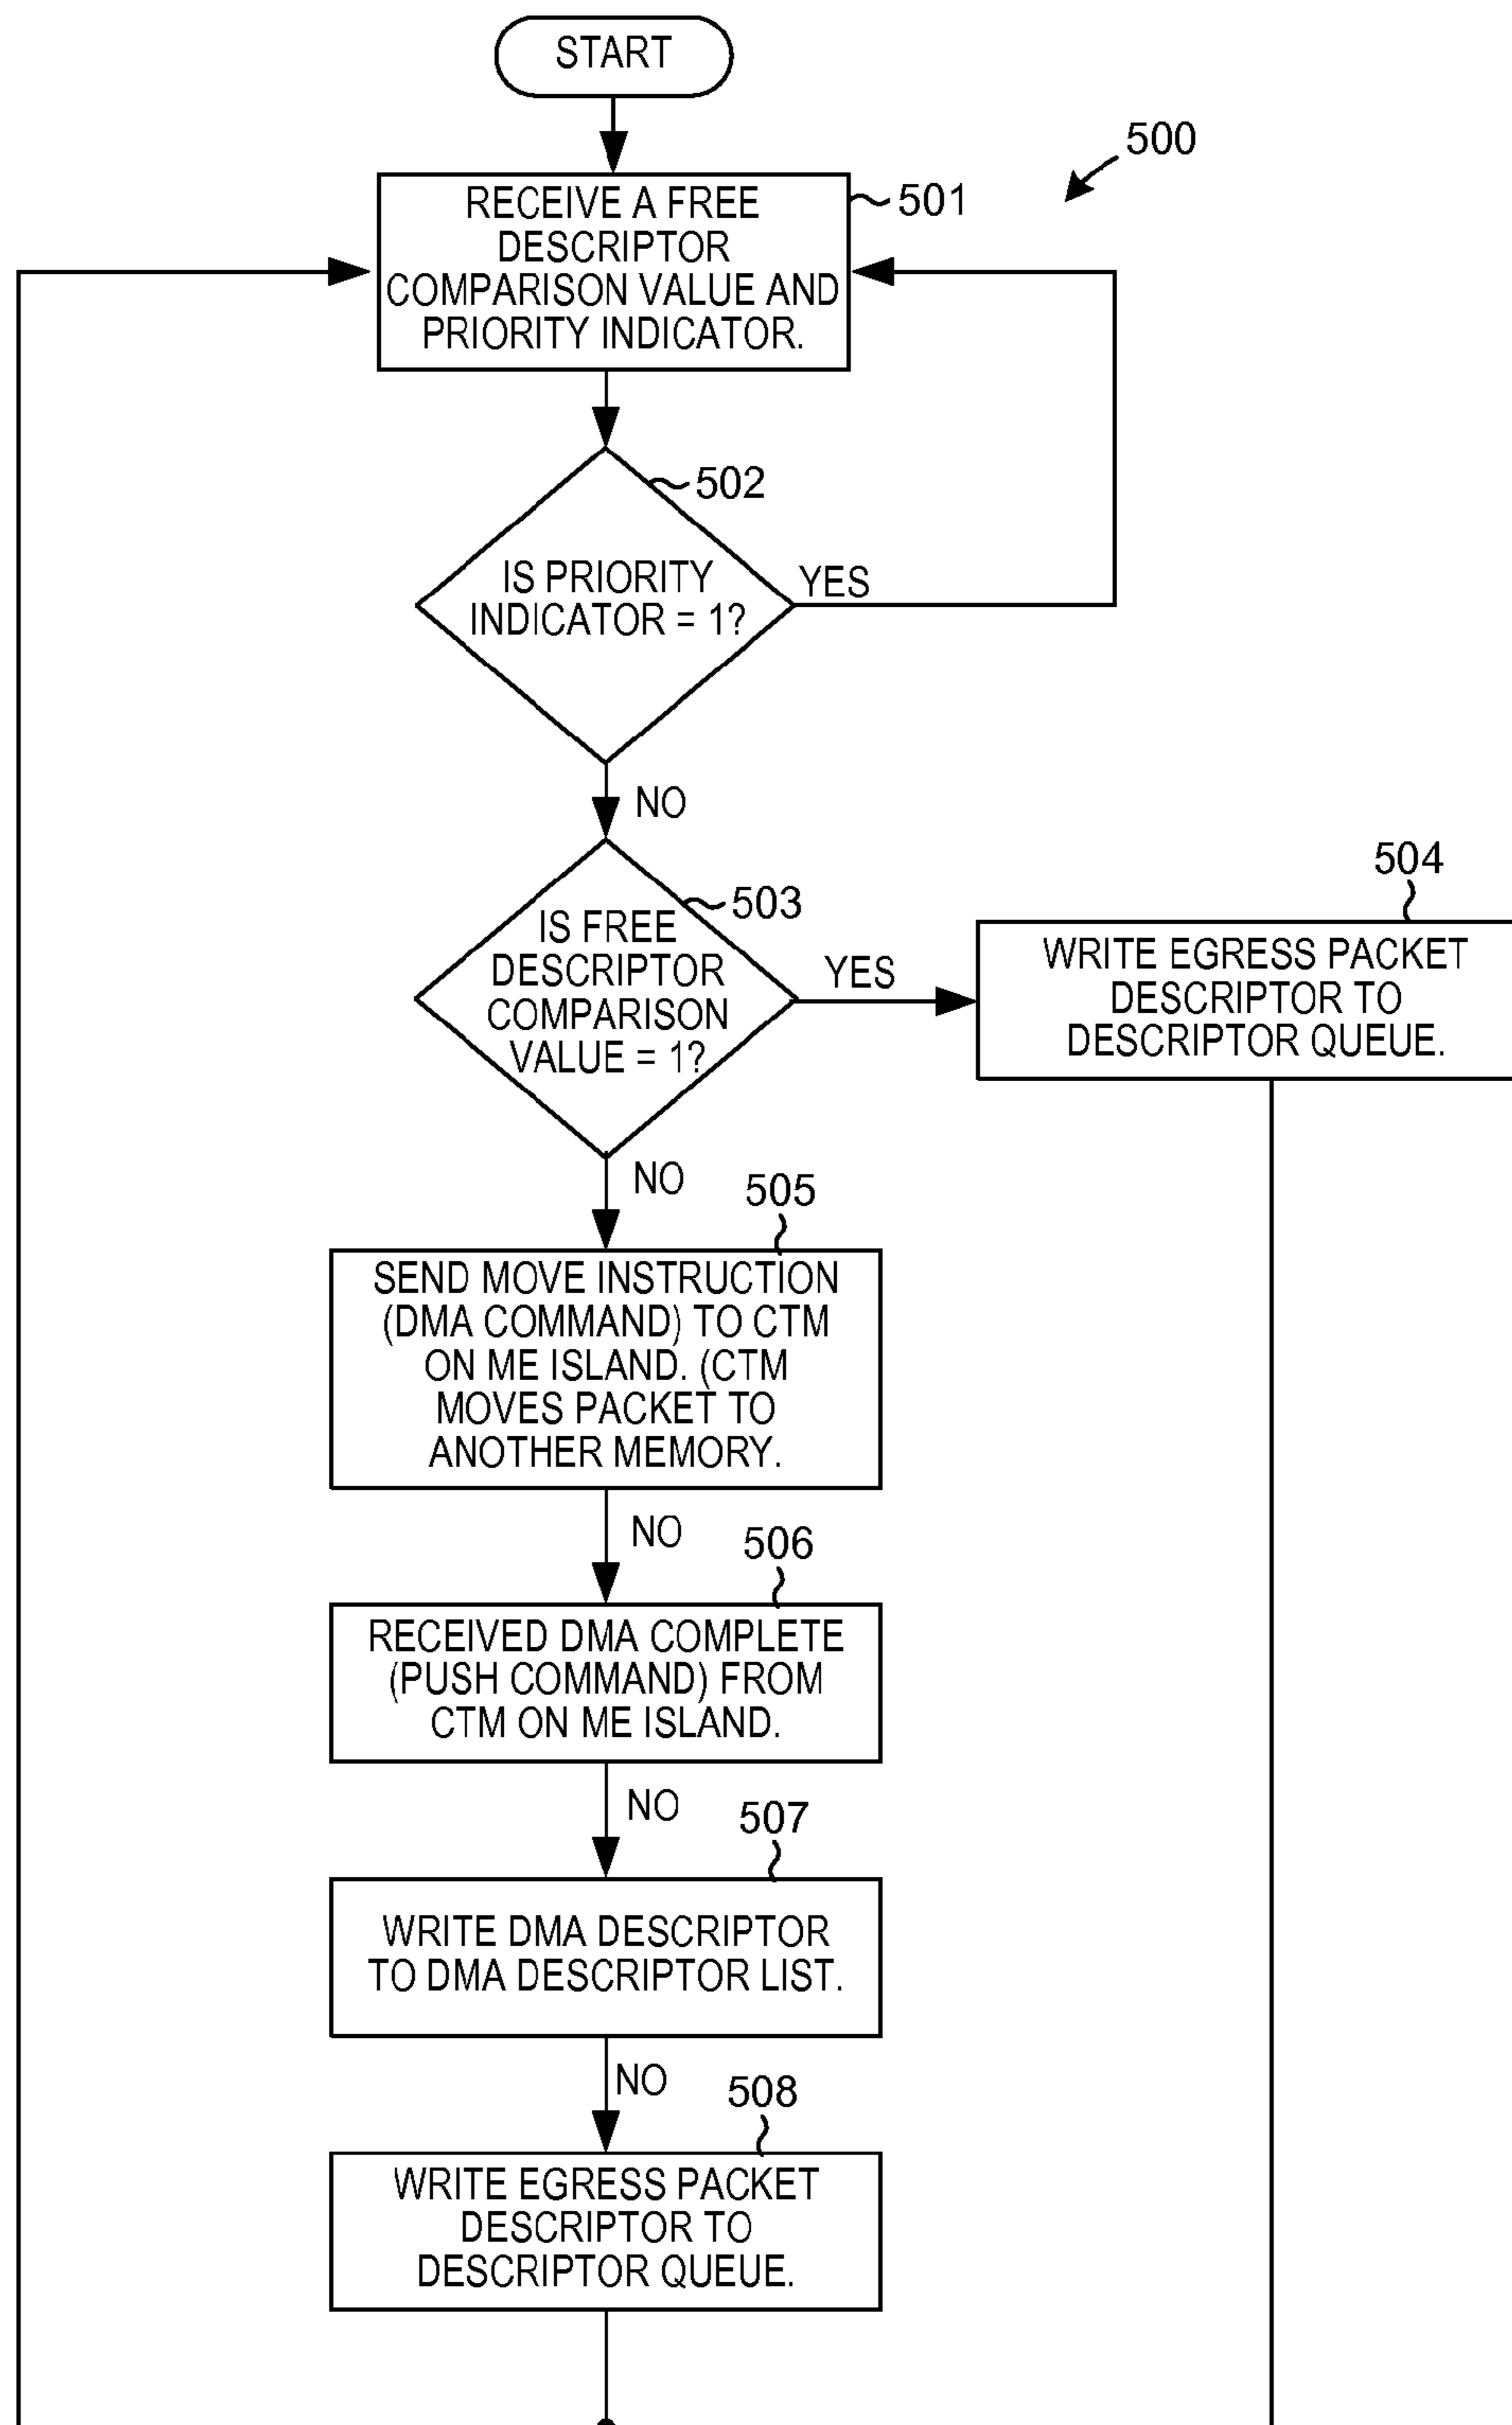 START
500
RECEIVE A FREE
DESCRIPTOR
COMPARISON VALUE AND
PRIORITY INDICATOR.
501
502
IS PRIORITY
INDICATOR = 1?
YES
NO
503
IS FREE
DESCRIPTOR
COMPARISON
VALUE = 1?
YES
504
WRITE EGRESS PACKET
DESCRIPTOR TO
DESCRIPTOR QUEUE.
NO
505
SEND MOVE INSTRUCTION
(DMA COMMAND) TO CTM
ON ME ISLAND. (CTM
MOVES PACKET TO
ANOTHER MEMORY.
NO
506
RECEIVED DMA COMPLETE
(PUSH COMMAND) FROM
CTM ON ME ISLAND.
NO
507
WRITE DMA DESCRIPTOR
TO DMA DESCRIPTOR LIST.
NO
508
WRITE EGRESS PACKET
DESCRIPTOR TO
DESCRIPTOR QUEUE.